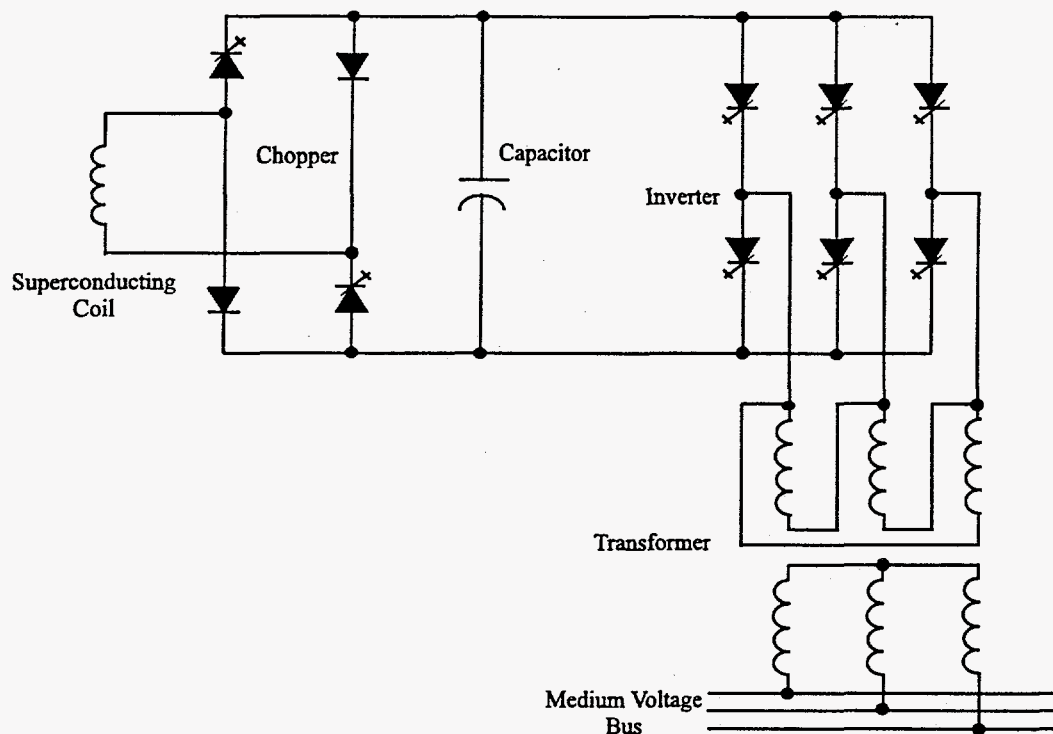 Chopper
Capacitor
Inverter
Superconducting
Coil
Transformer
Medium Voltage
Bus